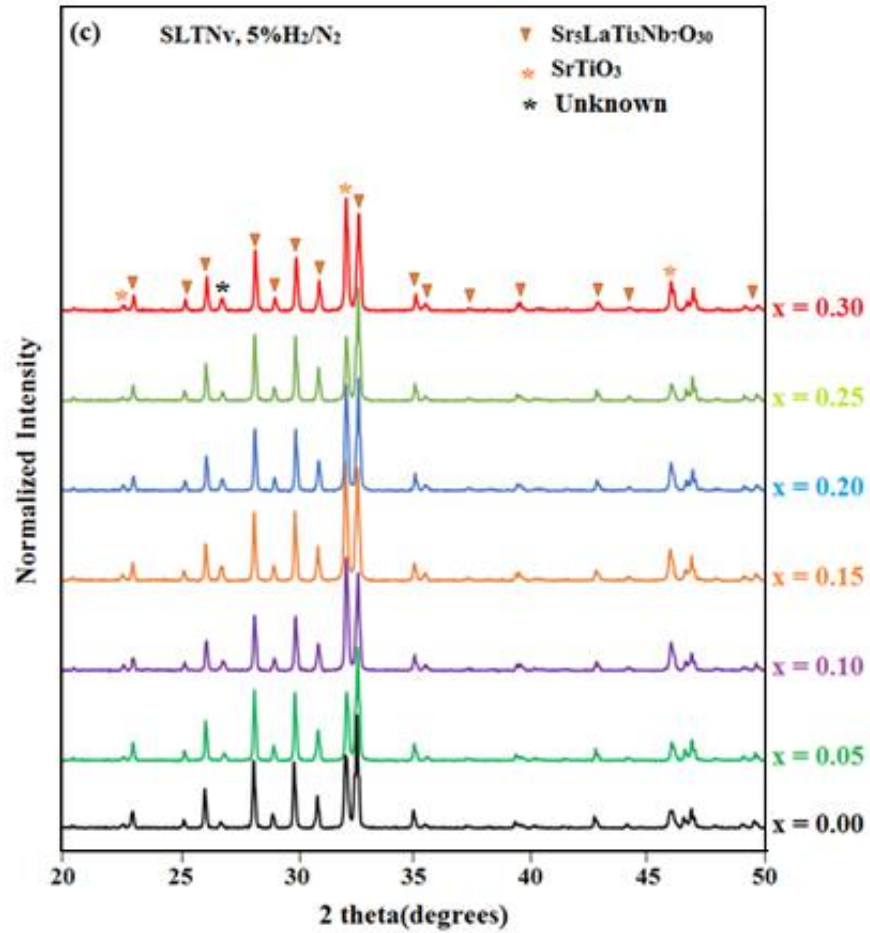 (c) SLTNv, 5%H₂/N₂
Sr₅LaTi₃Nb₇O₃₀
SrTiO₃
* Unknown
x = 0.30
x = 0.25
x = 0.20
x = 0.15
x = 0.10
x = 0.05
x = 0.00
Normalized Intensity
20 25 30 35 40 45 50
2 theta(degrees)